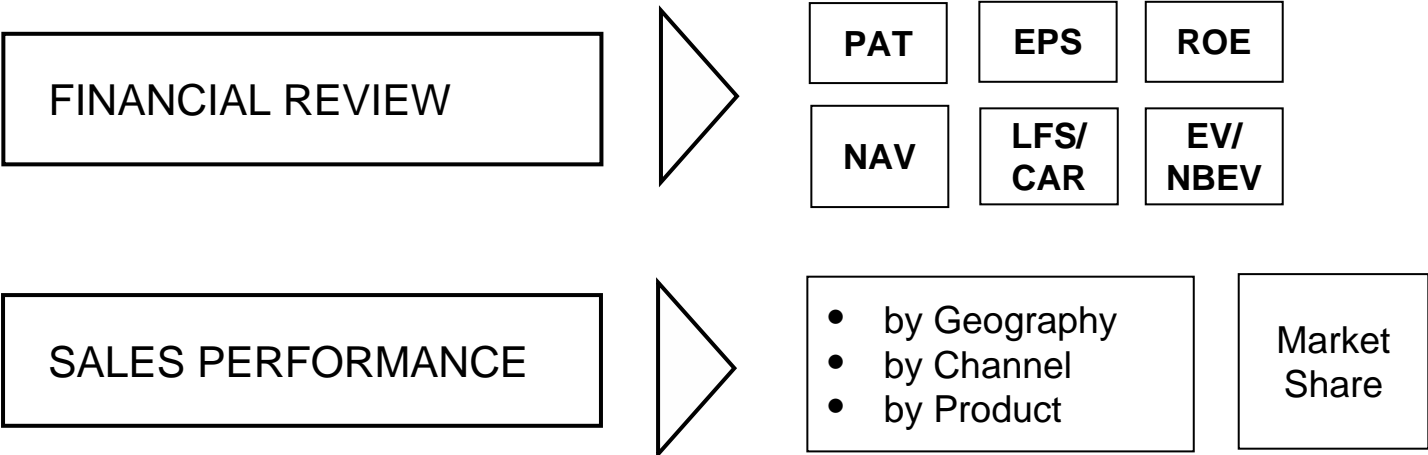 FINANCIAL REVIEW
PAT
EPS
ROE
NAV
LFS/
CAR
EV/
NBEV
SALES PERFORMANCE
• by Geography
• by Channel
• by Product
Market
Share